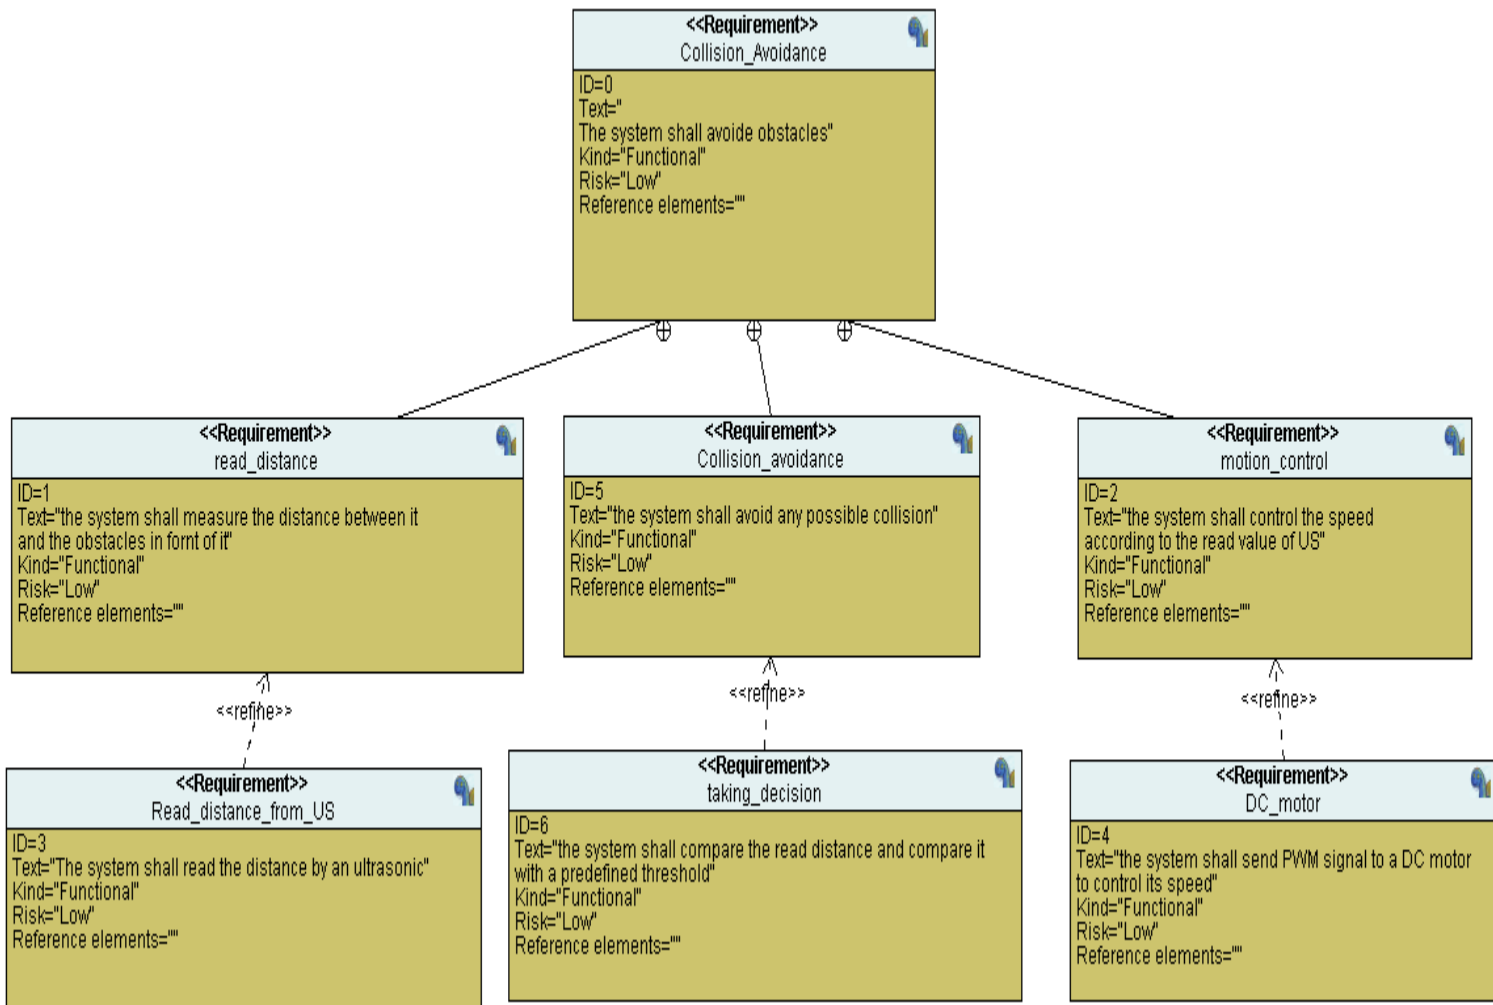 <<Requirement>>
Collision_Avoidance
ID=0
Text="
The system shall avoide obstacles"
Kind="Functional"
Risk="Low"
Reference elements=""
<<Requirement>>
read_distance
ID=1
Text="the system shall measure the distance between it
and the obstacles in fornt of it"
Kind="Functional"
Risk="Low"
Reference elements=""
<<Requirement>>
Collision_avoidance
ID=5
Text="the system shall avoid any possible collision"
Kind="Functional"
Risk="Low"
Reference elements=""
<<Requirement>>
motion_control
ID=2
Text="the system shall control the speed
according to the read value of US"
Kind="Functional"
Risk="Low"
Reference elements=""
<<refine>>
<<refine>>
<<refine>>
<<Requirement>>
Read_distance_from_US
ID=3
Text="The system shall read the distance by an ultrasonic"
Kind="Functional"
Risk="Low"
Reference elements=""
<<Requirement>>
taking_decision
ID=6
Text="the system shall compare the read distance and compare it
with a predefined threshold"
Kind="Functional"
Risk="Low"
Reference elements=""
<<Requirement>>
DC_motor
ID=4
Text="the system shall send PWM signal to a DC motor
to control its speed"
Kind="Functional"
Risk="Low"
Reference elements=""